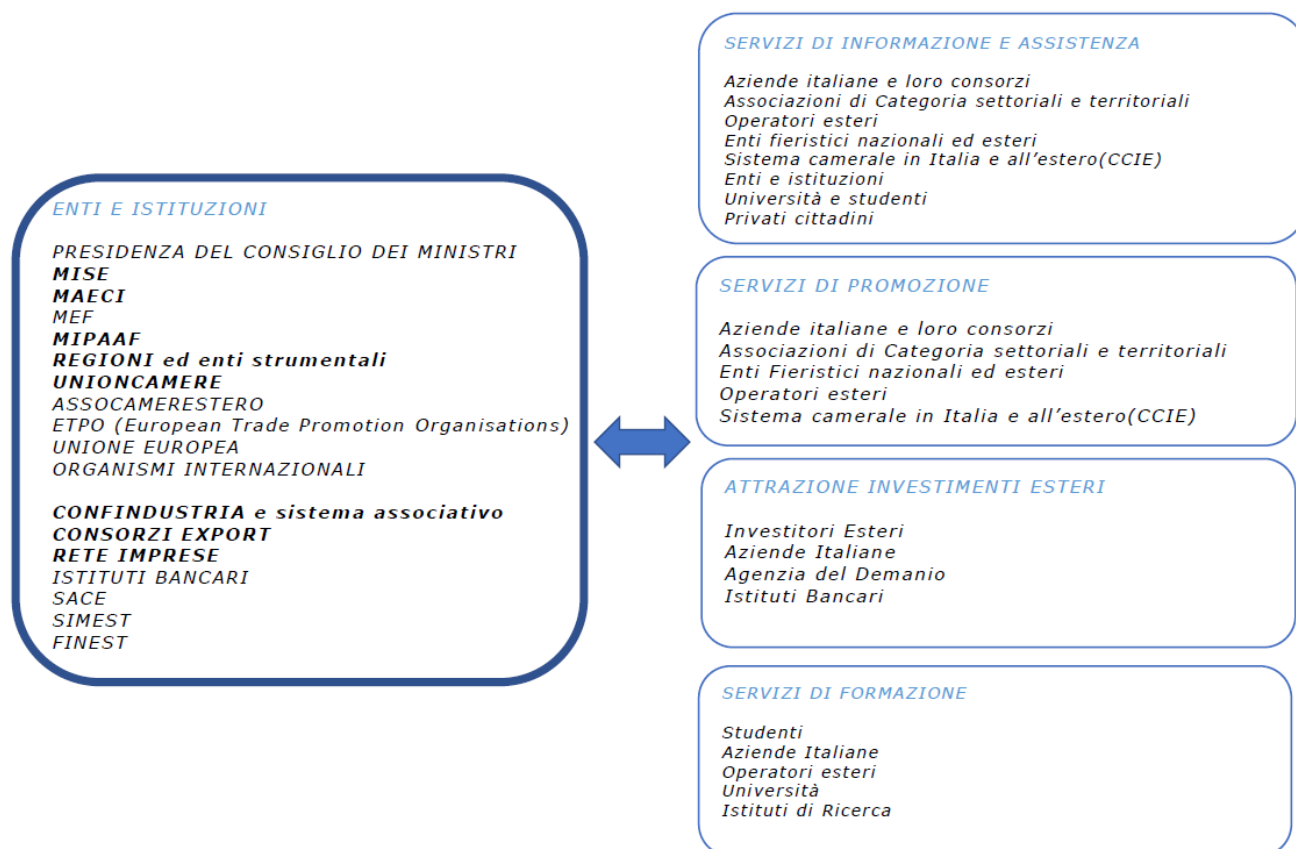 ENTI E ISTITUZIONI
PRESIDENZA DEL CONSIGLIO DEI MINISTRI
MISE
MAECI
MEF
MIPAAF
REGIONI ed enti strumentali
UNIONCAMERE
ASSOCAMERESTERO
ETPO (European Trade Promotion Organisations)
UNIONE EUROPEA
ORGANISMI INTERNAZIONALI
CONFINDUSTRIA e sistema associativo
CONSORZI EXPORT
RETE IMPRESE
ISTITUTI BANCARI
SACE
SIMEST
FINEST
SERVIZI DI INFORMAZIONE E ASSISTENZA
Aziende italiane e loro consorzi
Associazioni di Categoria settoriali e territoriali
Operatori esteri
Enti fieristici nazionali ed esteri
Sistema camerale in Italia e all’estero(CCIE)
Enti e istituzioni
Università e studenti
Privati cittadini
SERVIZI DI PROMOZIONE
Aziende italiane e loro consorzi
Associazioni di Categoria settoriali e territoriali
Enti Fieristici nazionali ed esteri
Operatori esteri
Sistema camerale in Italia e all’estero(CCIE)
ATTRAZIONE INVESTIMENTI ESTERI
Investitori Esteri
Aziende Italiane
Agenzia del Demanio
Istituti Bancari
SERVIZI DI FORMAZIONE
Studenti
Aziende Italiane
Operatori esteri
Università
Istituti di Ricerca